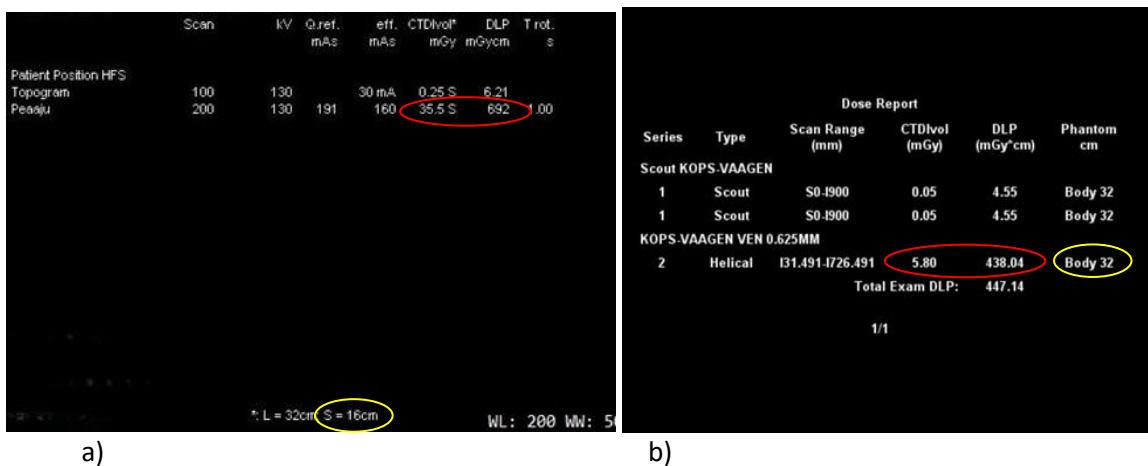 Scan kV Q.ref. eff. CTDIvol* DLP T rot.
mAs mAs mGy mGycm s
Patient Position HFS
Topogram 100 130 30 mA 0.25 S 6.21
Peaaju 200 130 191 160 35.5 S 692 1.00
*: L = 32cm, S = 16cm
WL: 200 WW:
a)
Dose Report
Series Type Scan Range CTDIvol DLP Phantom
(mm) (mGy) (mGy*cm) cm
Scout KOPS-VAAGEN
1 Scout S0-I900 0.05 4.55 Body 32
1 Scout S0-I900 0.05 4.55 Body 32
KOPS-VAAGEN VEN 0.625MM
2 Helical I31.491-I726.491 5.80 438.04 Body 32
Total Exam DLP: 447.14
1/1
b)